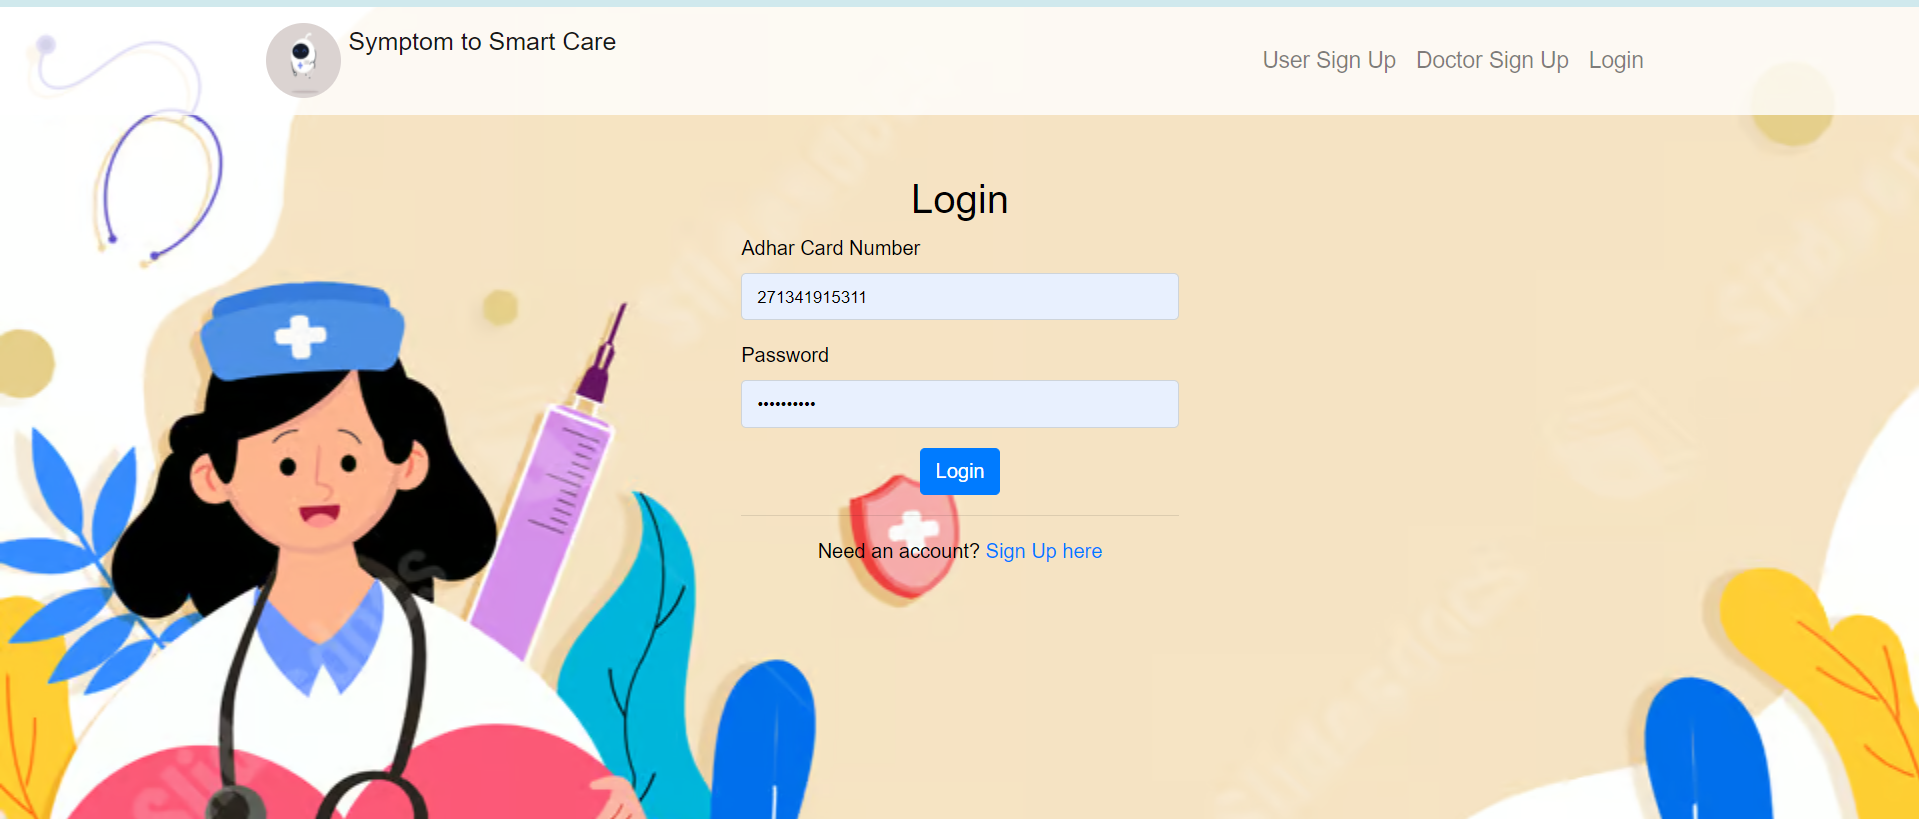 Symptom to Smart Care
User Sign Up Doctor Sign Up Login
Login
Adhar Card Number
271341915311
Password
••••••••••
Login
Need an account? Sign Up here